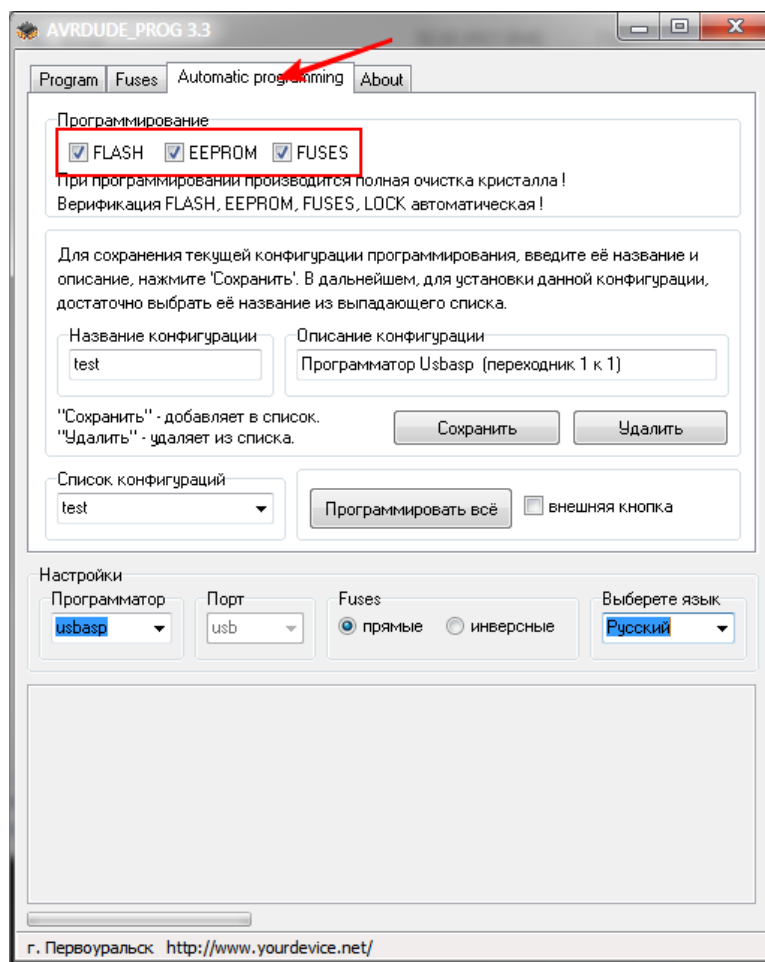 AVRDUDE_PROG 3.3
Program Fuses Automatic programming About
Программирование
FLASH EEPROM FUSES
При программировании производится полная очистка кристалла !
Верификация FLASH, EEPROM, FUSES, LOCK автоматическая !
Для сохранения текущей конфигурации программирования, введите её название и
описание, нажмите 'Сохранить'. В дальнейшем, для установки данной конфигурации,
достаточно выбрать её название из выпадающего списка.
Название конфигурации Описание конфигурации
test Программатор Usbasp (переходник 1 к 1)
"Сохранить" - добавляет в список.
"Удалить" - удаляет из списка.
Сохранить Удалить
Список конфигураций
test Программировать всё внешняя кнопка
Настройки
Программатор Порт Fuses Выберете язык
usbasp usb прямые инверсные Русский
г. Первоуральск http://www.yourdevice.net/